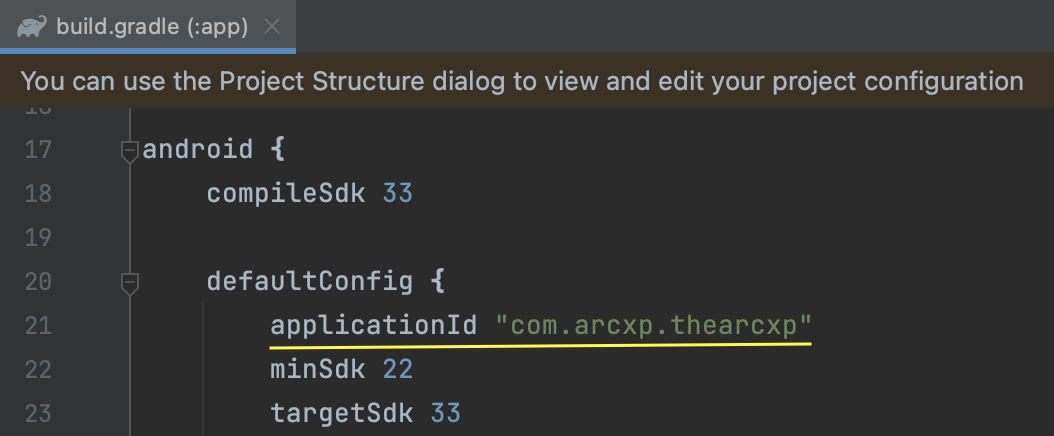 build.gradle (:app)
You can use the Project Structure dialog to view and edit your project configuration
17 android {
18 compileSdk 33
19
20 defaultConfig {
21 applicationId "com.arcxp.thearcxp"
22 minSdk 22
23 targetSdk 33